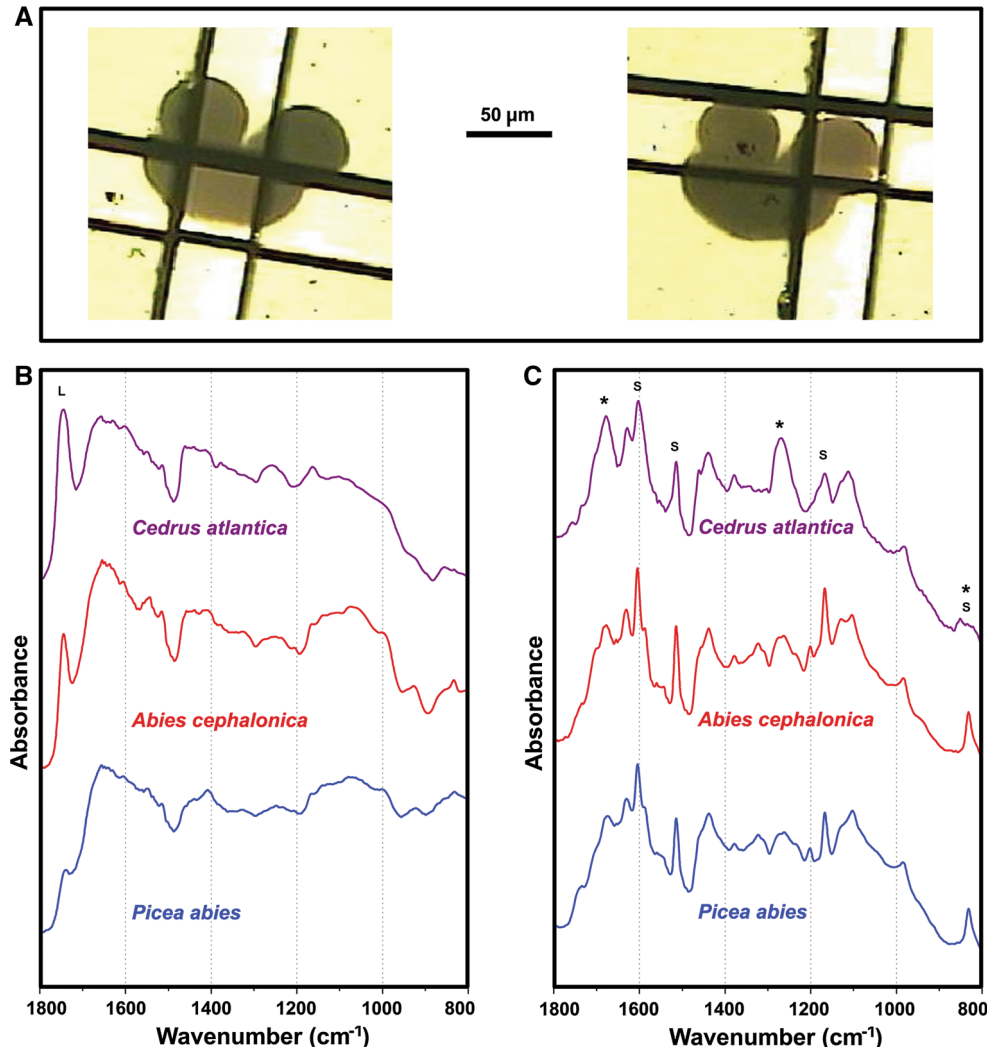 A
50 µm
B
L
Cedrus atlantica
Abies cephalonica
Picea abies
Absorbance
1800 1600 1400 1200 1000 800
Wavenumber (cm⁻¹)
C
* S S * S * S
Cedrus atlantica
Abies cephalonica
Picea abies
Absorbance
1800 1600 1400 1200 1000 800
Wavenumber (cm⁻¹)